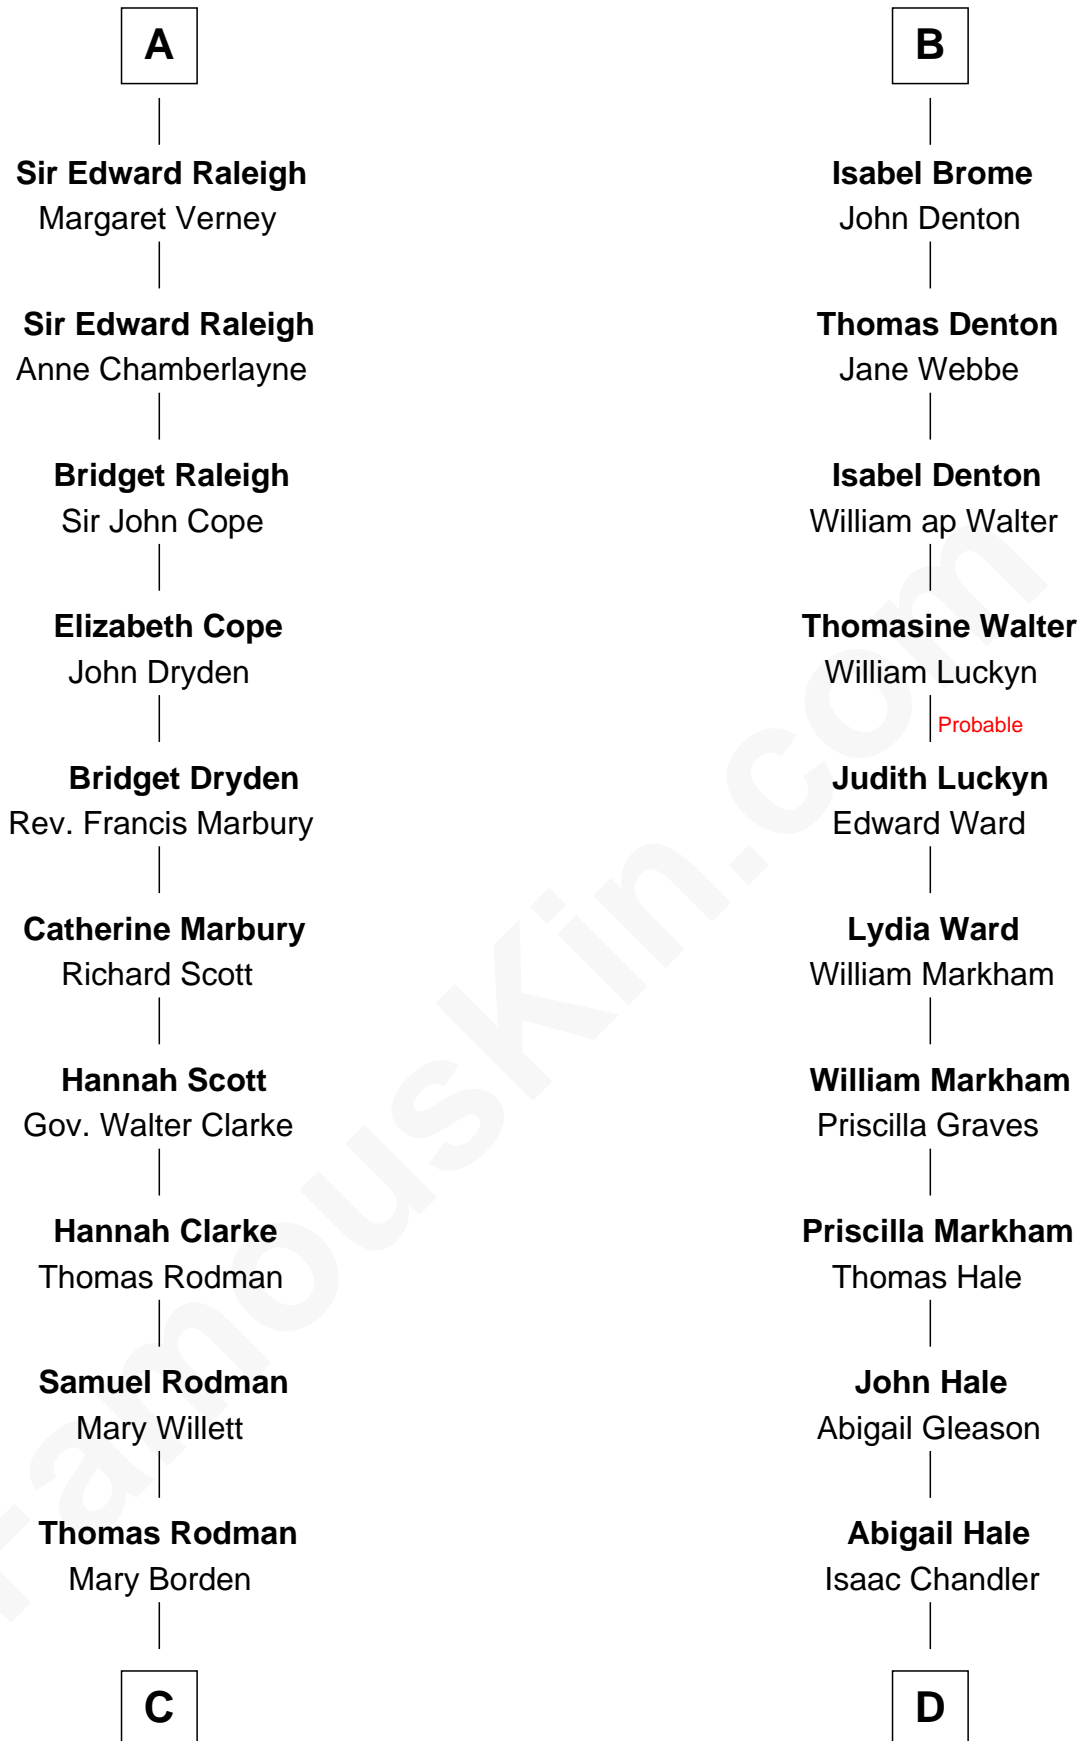 A
Sir Edward Raleigh
Margaret Verney
Sir Edward Raleigh
Anne Chamberlayne
Bridget Raleigh
Sir John Cope
Elizabeth Cope
John Dryden
Bridget Dryden
Rev. Francis Marbury
Catherine Marbury
Richard Scott
Hannah Scott
Gov. Walter Clarke
Hannah Clarke
Thomas Rodman
Samuel Rodman
Mary Willett
Thomas Rodman
Mary Borden
C
B
Isabel Brome
John Denton
Thomas Denton
Jane Webbe
Isabel Denton
William ap Walter
Thomasine Walter
William Luckyn
Probable
Judith Luckyn
Edward Ward
Lydia Ward
William Markham
William Markham
Priscilla Graves
Priscilla Markham
Thomas Hale
John Hale
Abigail Gleason
Abigail Hale
Isaac Chandler
D
FamousKin.com